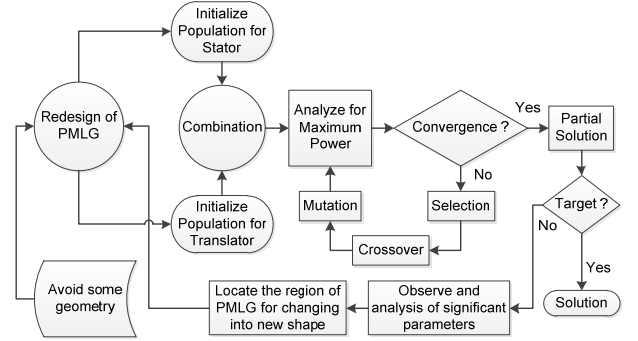 Initialize
Population for
Stator
Redesign of
PMLG
Combination
Analyze for
Maximum
Power
Convergence ?
Yes
Partial
Solution
No
Mutation
Selection
Target ?
Initialize
Population for
Translator
Crossover
No
Yes
Avoid some
geometry
Locate the region of
PMLG for changing
into new shape
Observe and
analysis of significant
parameters
Solution